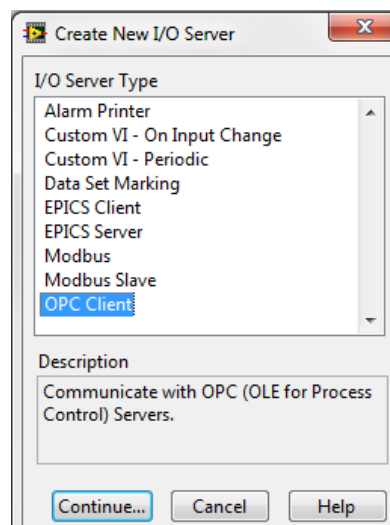 Create New I/O Server
I/O Server Type
Alarm Printer
Custom VI - On Input Change
Custom VI - Periodic
Data Set Marking
EPICS Client
EPICS Server
Modbus
Modbus Slave
OPC Client
Description
Communicate with OPC (OLE for Process
Control) Servers.
Continue... Cancel Help